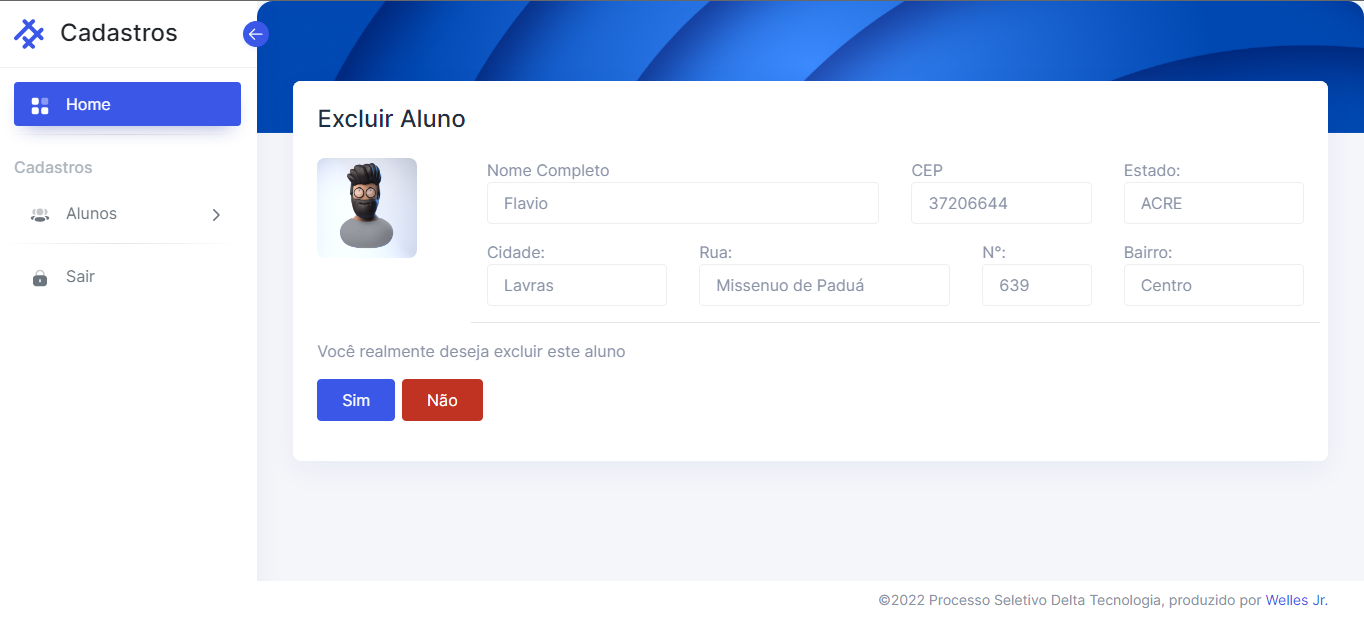 Cadastros
Home
Cadastros
Alunos
Sair
Excluir Aluno
Nome Completo
CEP
Estado:
Flavio
37206644
ACRE
Cidade:
Rua:
N°:
Bairro:
Lavras
Missenuo de Paduá
639
Centro
Você realmente deseja excluir este aluno
Sim
Não
©2022 Processo Seletivo Delta Tecnologia, produzido por Welles Jr.